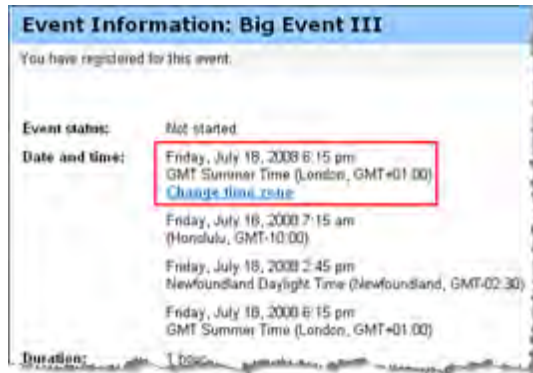 Event Information: Big Event III
You have registered for this event.
Event status: Not started
Date and time: Friday, July 18, 2008 6:15 pm
GMT Summer Time (London, GMT+01:00)
Change time zone
Friday, July 18, 2008 7:15 am
(Honolulu, GMT-10:00)
Friday, July 18, 2008 2:45 pm
Newfoundland Daylight Time (Newfoundland, GMT-02:30)
Friday, July 18, 2008 6:15 pm
GMT Summer Time (London, GMT+01:00)
Duration: 1 hour